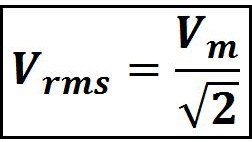 V_rms = V_m / √2